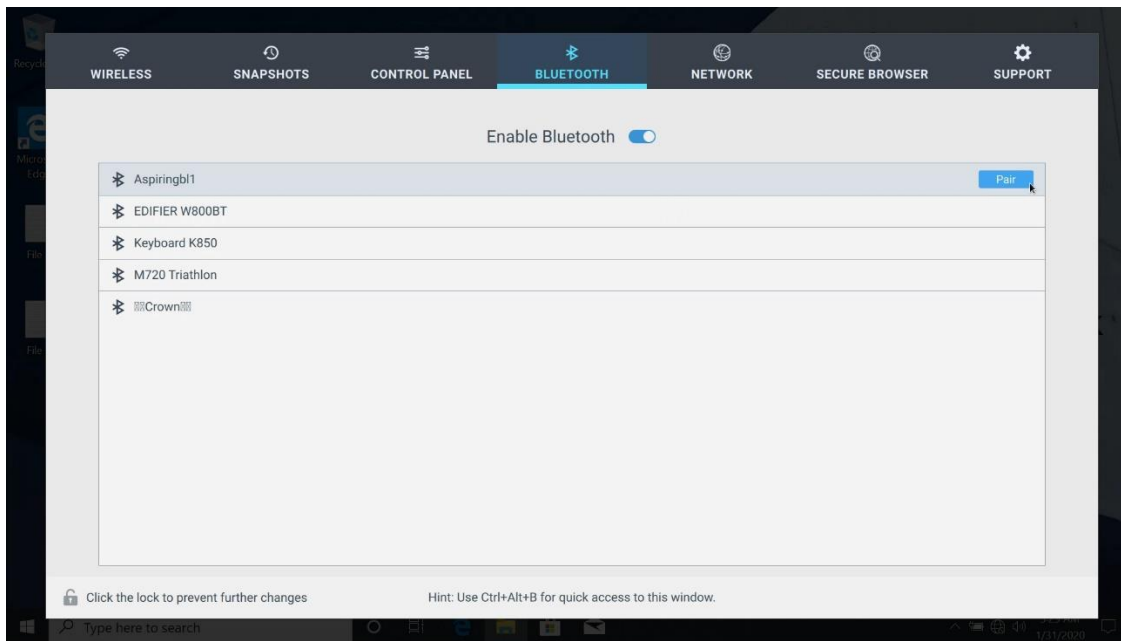 WIRELESS
SNAPSHOTS
CONTROL PANEL
BLUETOOTH
NETWORK
SECURE BROWSER
SUPPORT
Enable Bluetooth
Aspiringbl1
Pair
EDIFIER W800BT
Keyboard K850
M720 Triathlon
Crown
File
File
Click the lock to prevent further changes
Hint: Use Ctrl+Alt+B for quick access to this window.
Type here to search
1/31/2020